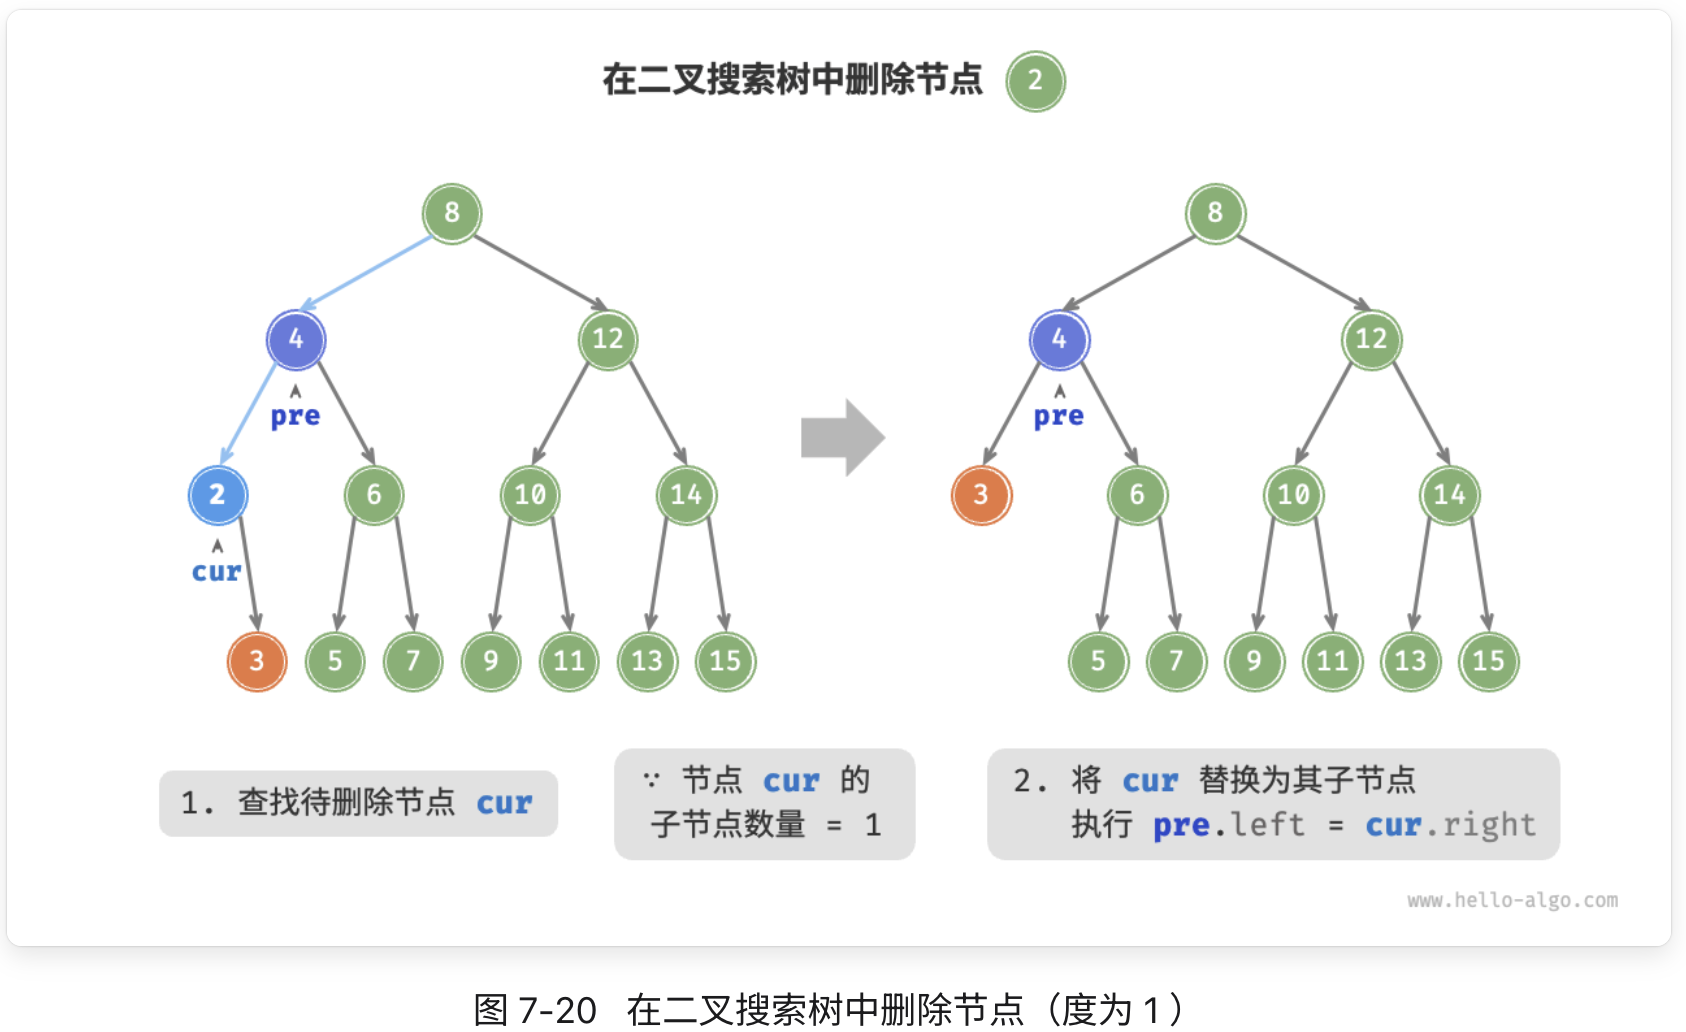 在二叉搜索树中删除节点 2
8
4 12
pre
2 6 10 14
cur
3 5 7 9 11 13 15
8
4 12
pre
3 6 10 14
5 7 9 11 13 15
1. 查找待删除节点 cur
∵ 节点 cur 的
子节点数量 = 1
2. 将 cur 替换为其子节点
执行 pre.left = cur.right
www.hello-algo.com
图 7-20 在二叉搜索树中删除节点（度为 1 ）